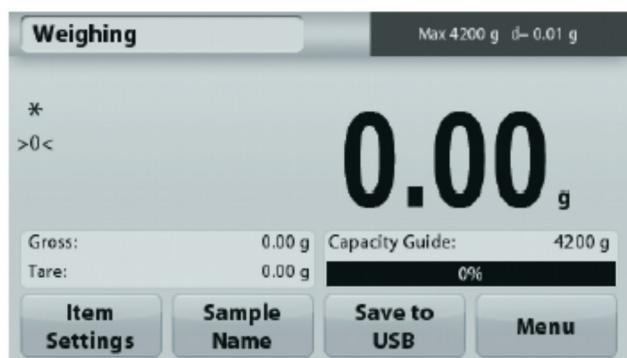 Weighing
Max 4200 g d= 0.01 g
*
>0<
0.00 g
Gross: 0.00 g
Tare: 0.00 g
Capacity Guide: 4200 g
0%
Item Settings
Sample Name
Save to USB
Menu